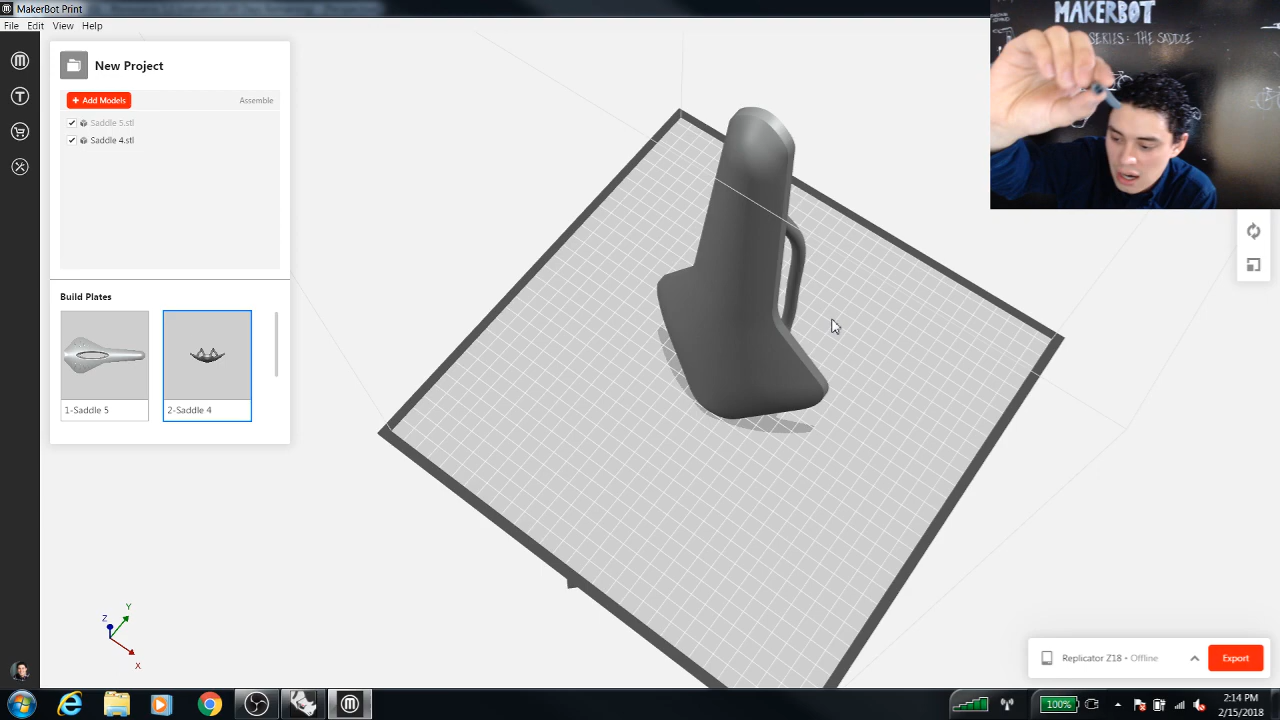 MakerBot Print
File Edit View Help
New Project
+ Add Models
Assemble
Saddle 5.stl
Saddle 4.stl
Build Plates
1-Saddle 5
2-Saddle 4
MAKERBOT
SERIES: THE SADDLE
Z
Y
X
Replicator Z18 • Offline
Export
100%
2:14 PM
2/15/2018